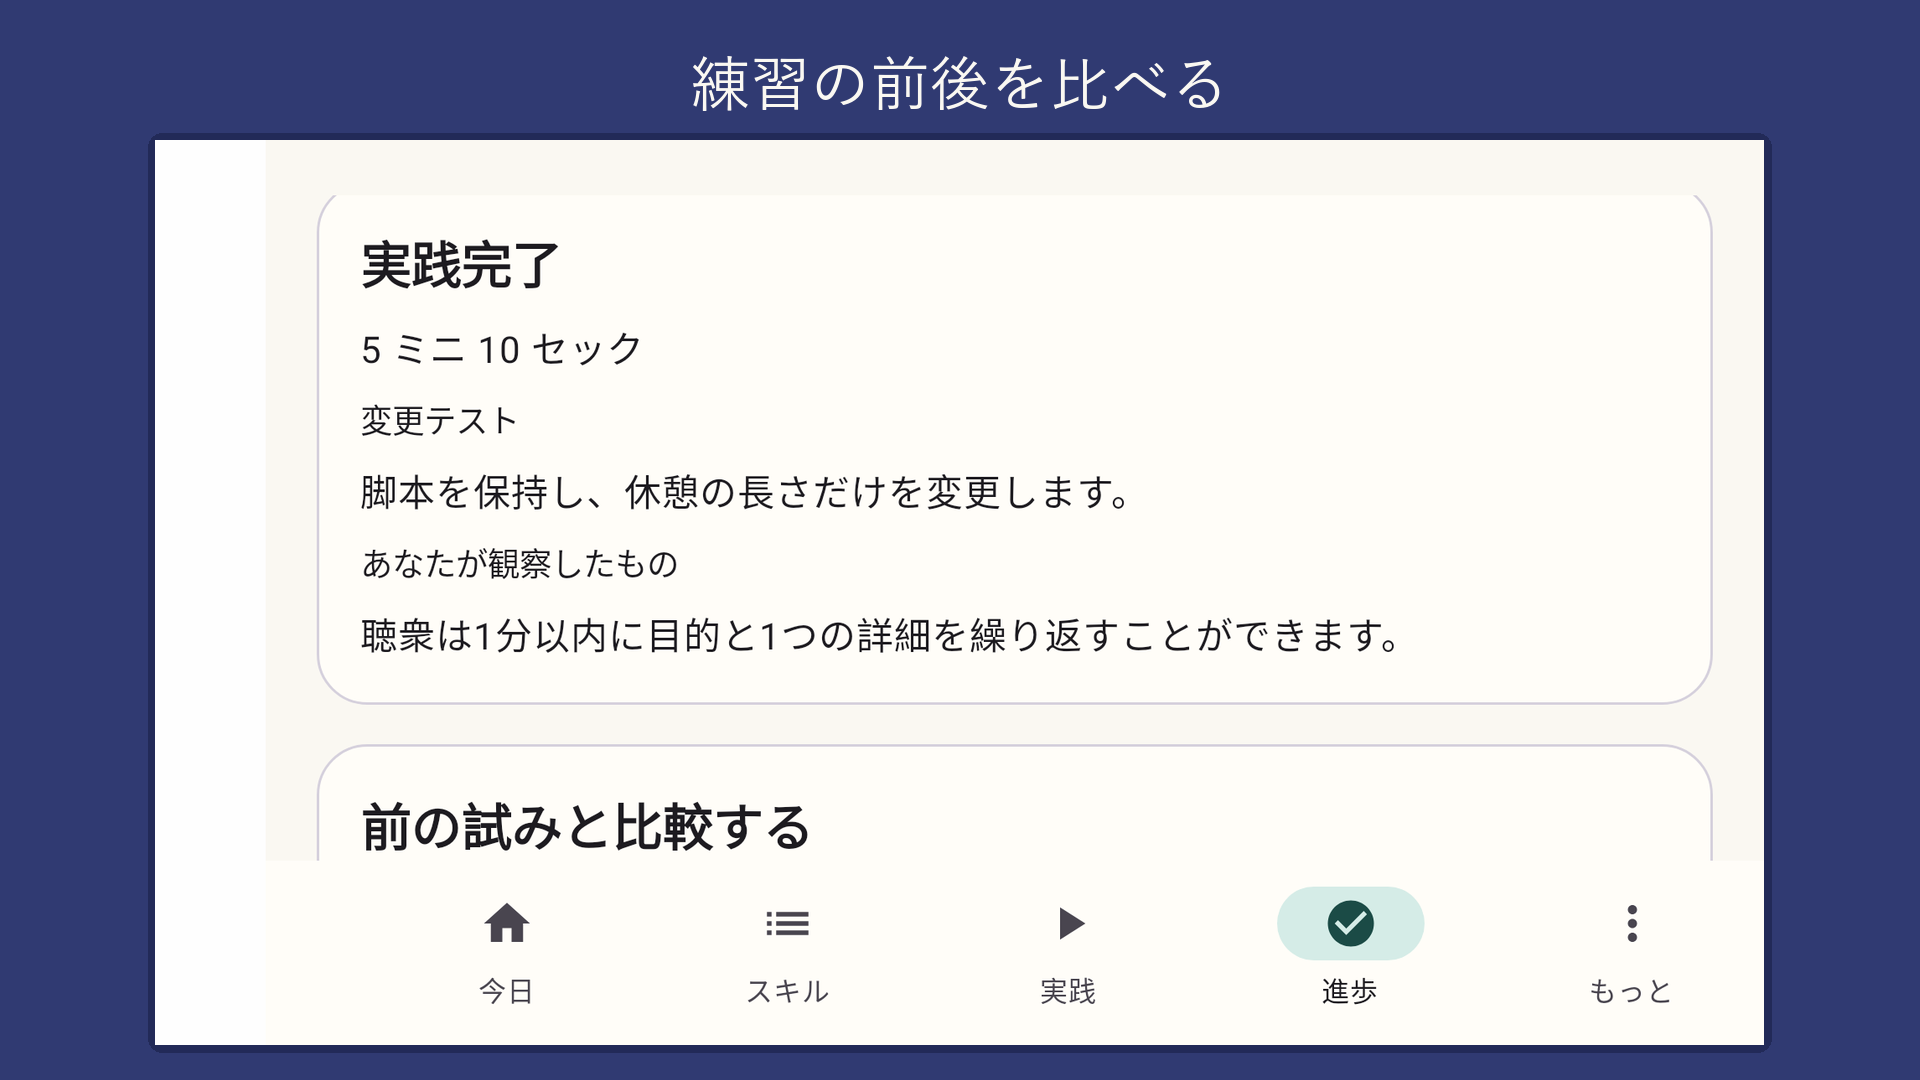 練習の前後を比べる
実践完了
5 ミニ 10 セック
変更テスト
脚本を保持し、休憩の長さだけを変更します。
あなたが観察したもの
聴衆は1分以内に目的と1つの詳細を繰り返すことができます。
前の試みと比較する
今日
スキル
実践
進歩
もっと